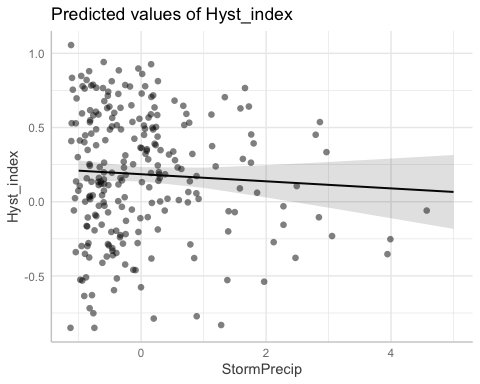 Predicted values of Hyst_index
1.0
0.5
0.0
-0.5
Hyst_index
0
2
4
StormPrecip